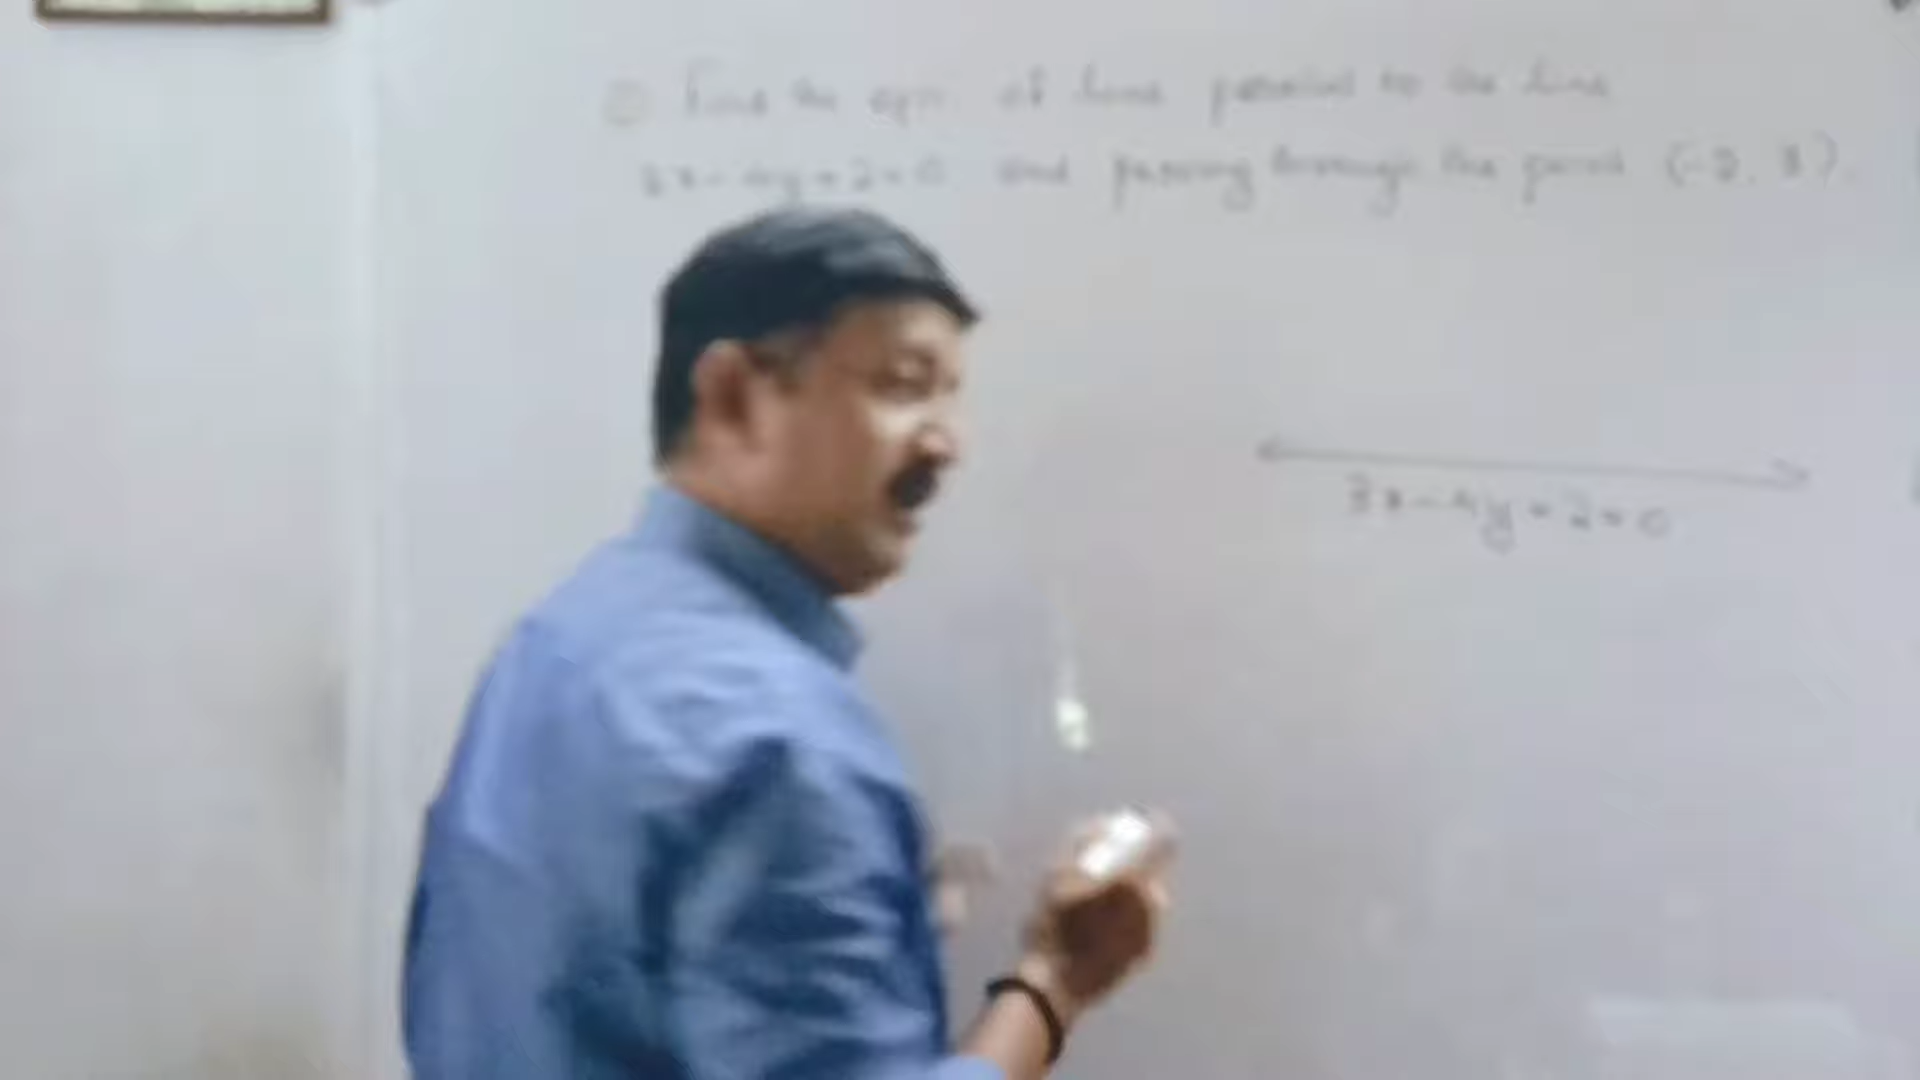 ① Find the eqn. of line parallel to the line
3x-4y+2=0 and passing through the point (-2, 3).
3x-4y+2=0